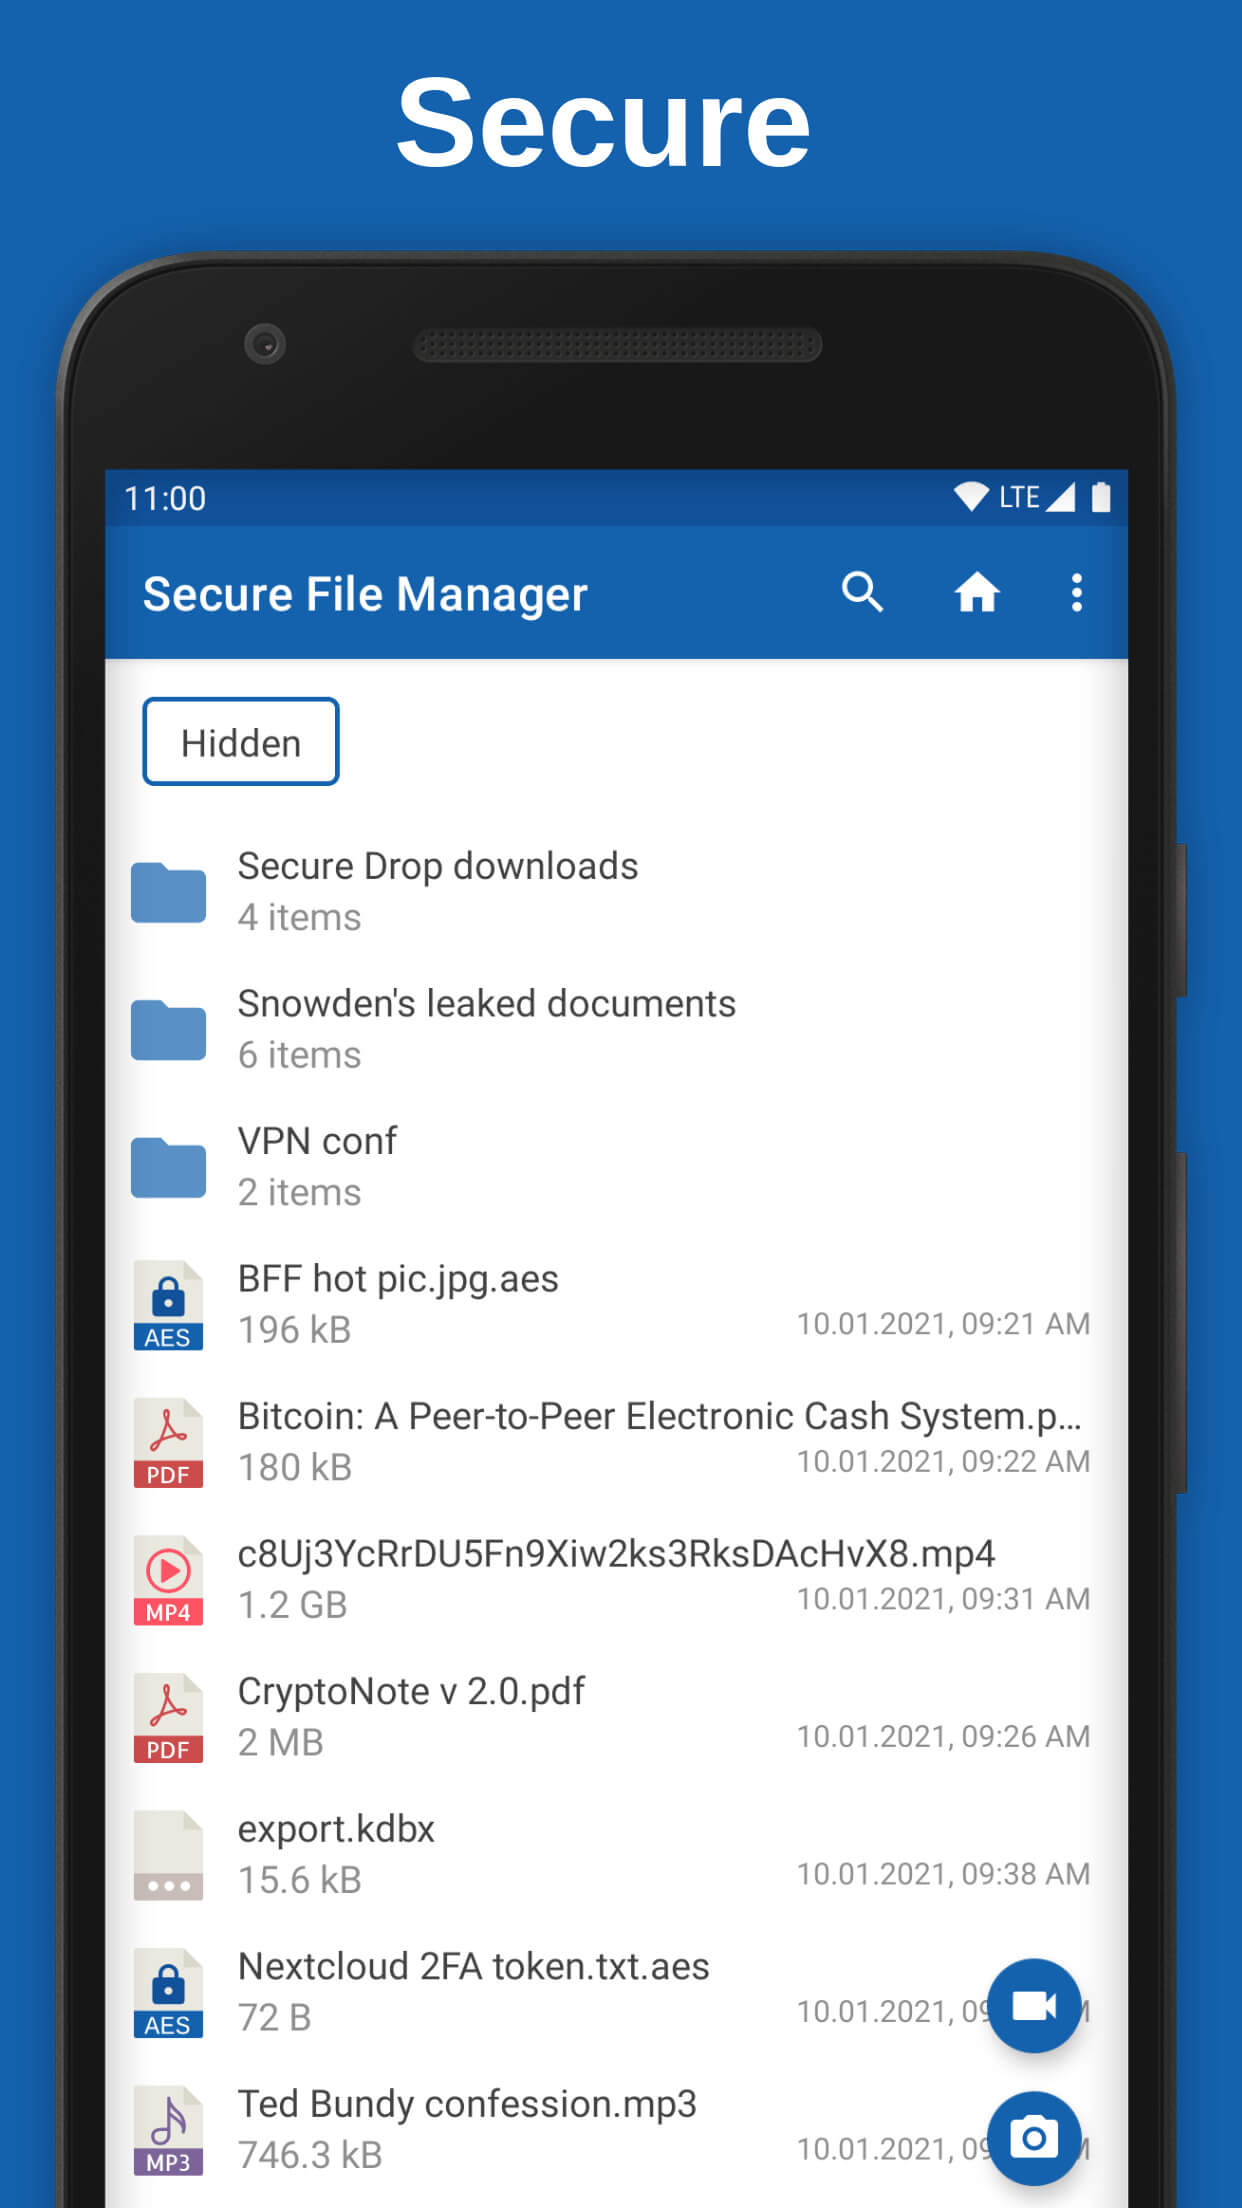 Secure
11:00 LTE
Secure File Manager
Hidden
Secure Drop downloads
4 items
Snowden's leaked documents
6 items
VPN conf
2 items
BFF hot pic.jpg.aes
AES 196 kB 10.01.2021, 09:21 AM
Bitcoin: A Peer-to-Peer Electronic Cash System.p...
PDF 180 kB 10.01.2021, 09:22 AM
c8Uj3YcRrDU5Fn9Xiw2ks3RksDAcHvX8.mp4
MP4 1.2 GB 10.01.2021, 09:31 AM
CryptoNote v 2.0.pdf
PDF 2 MB 10.01.2021, 09:26 AM
export.kdbx
15.6 kB 10.01.2021, 09:38 AM
Nextcloud 2FA token.txt.aes
AES 72 B 10.01.2021,
Ted Bundy confession.mp3
MP3 746.3 kB 10.01.2021,